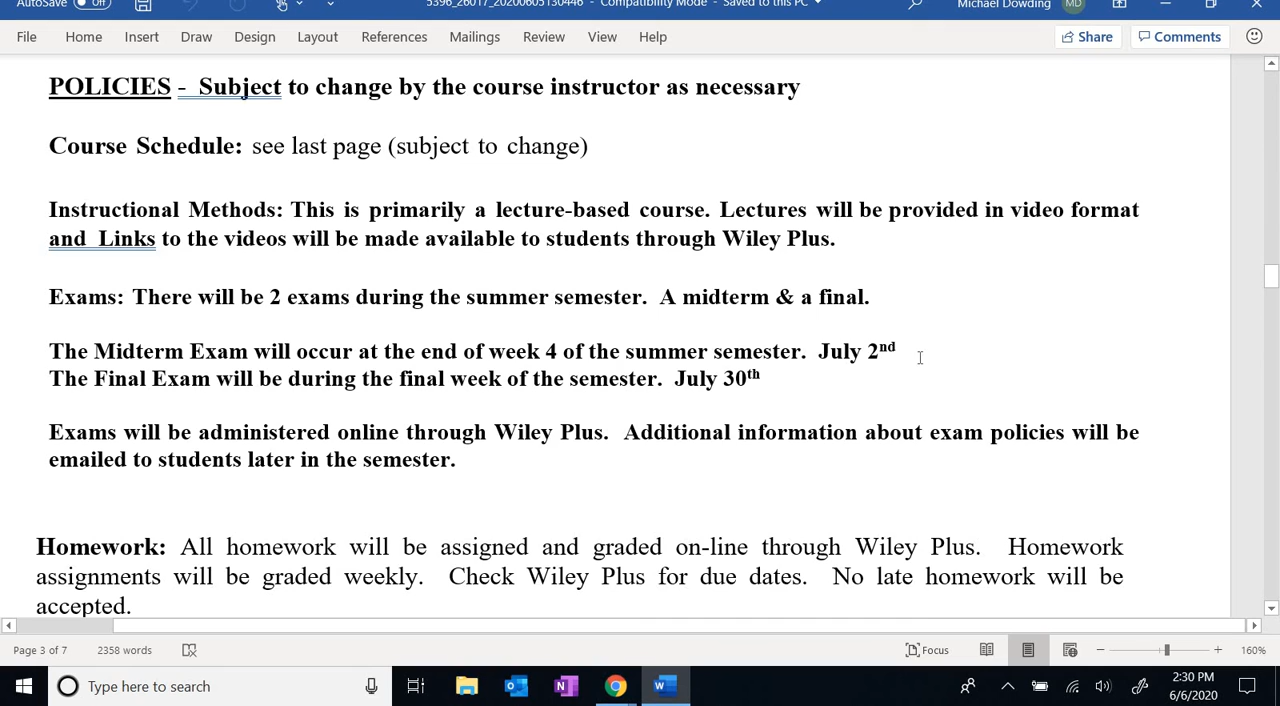 AutoSave Off 5396_26017_20200605130446 - Compatibility Mode - Saved to this PC Michael Dowding MD
File Home Insert Draw Design Layout References Mailings Review View Help Share Comments
POLICIES - Subject to change by the course instructor as necessary
Course Schedule: see last page (subject to change)
Instructional Methods: This is primarily a lecture-based course. Lectures will be provided in video format
and Links to the videos will be made available to students through Wiley Plus.
Exams: There will be 2 exams during the summer semester. A midterm & a final.
The Midterm Exam will occur at the end of week 4 of the summer semester. July 2nd
The Final Exam will be during the final week of the semester. July 30th
Exams will be administered online through Wiley Plus. Additional information about exam policies will be
emailed to students later in the semester.
Homework: All homework will be assigned and graded on-line through Wiley Plus. Homework
assignments will be graded weekly. Check Wiley Plus for due dates. No late homework will be
accepted.
Page 3 of 7 2358 words Focus 160%
Type here to search 2:30 PM
6/6/2020